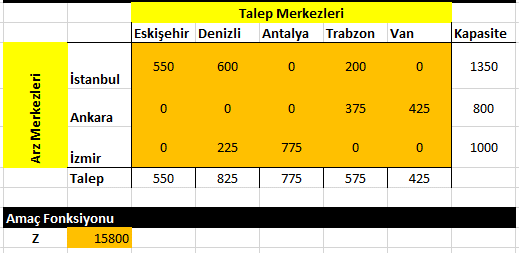 Talep Merkezleri
Eskişehir Denizli Antalya Trabzon Van Kapasite
Arz Merkezleri
İstanbul 550 600 0 200 0 1350
Ankara 0 0 0 375 425 800
İzmir 0 225 775 0 0 1000
Talep 550 825 775 575 425
Amaç Fonksiyonu
Z 15800